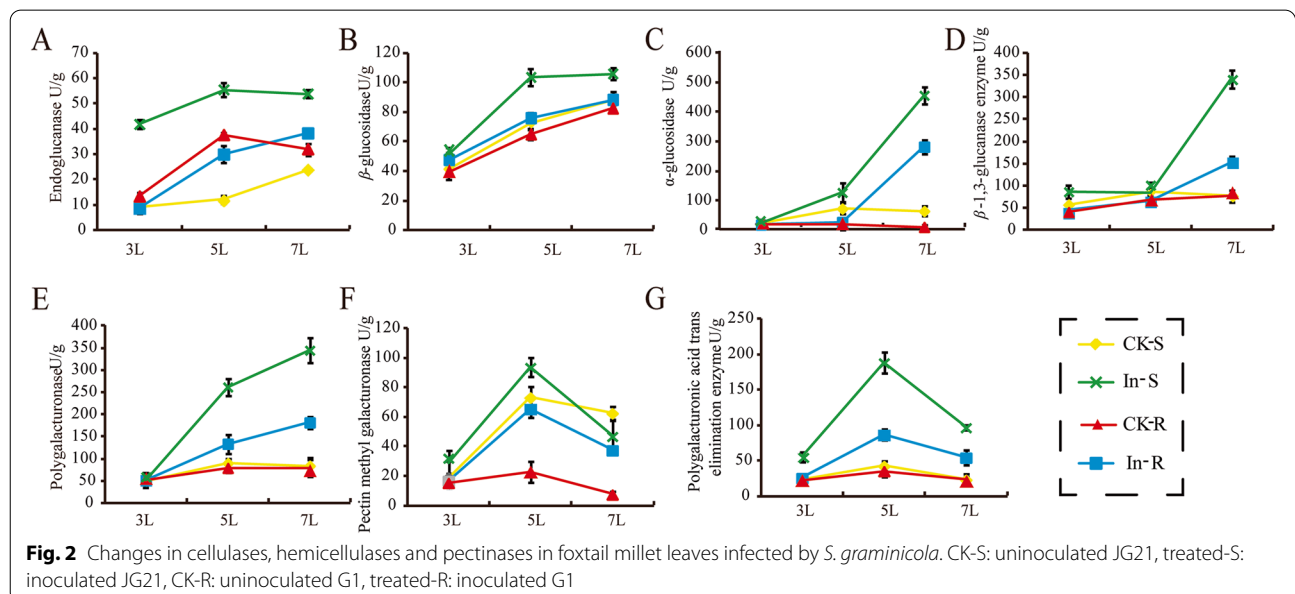 A
Endoglucanase U/g
70
60
50
40
30
20
10
0
3L 5L 7L
B
β-glucosidase U/g
120
100
80
60
40
20
0
3L 5L 7L
C
α-glucosidase U/g
600
500
400
300
200
100
0
3L 5L 7L
D
β-1,3-glucanase enzyme U/g
400
350
300
250
200
150
100
50
0
3L 5L 7L
E
PolygalacturonaseU/g
400
350
300
250
200
150
100
50
0
3L 5L 7L
F
Pectin methyl galacturonase U/g
120
100
80
60
40
20
0
3L 5L 7L
G
Polygalacturonic acid trans
elimination enzymeU/g
250
200
150
100
50
0
3L 5L 7L
CK-S
In-S
CK-R
In-R
Fig. 2 Changes in cellulases, hemicellulases and pectinases in foxtail millet leaves infected by S. graminicola. CK-S: uninoculated JG21, treated-S:
inoculated JG21, CK-R: uninoculated G1, treated-R: inoculated G1